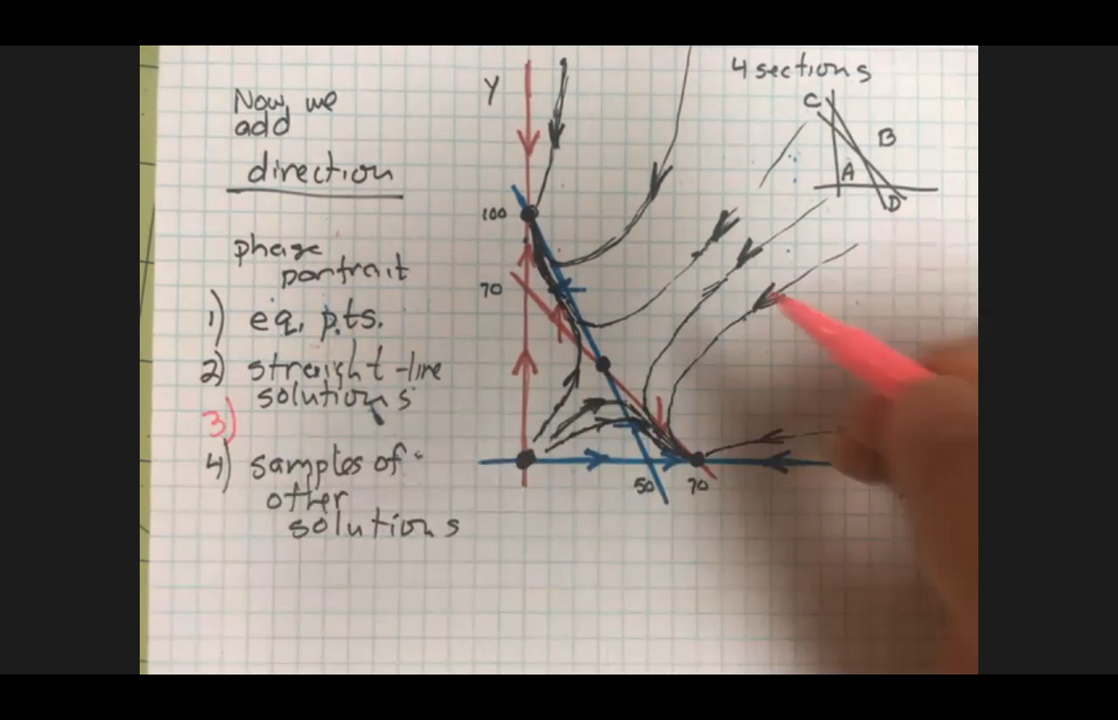 Now, we
add
direction
phase
portrait
1) eq. pts.
2) straight-line
solutions
3)
4) samples of
other
solutions
Y
100
70
50 70
4 sections
C
B
A
D